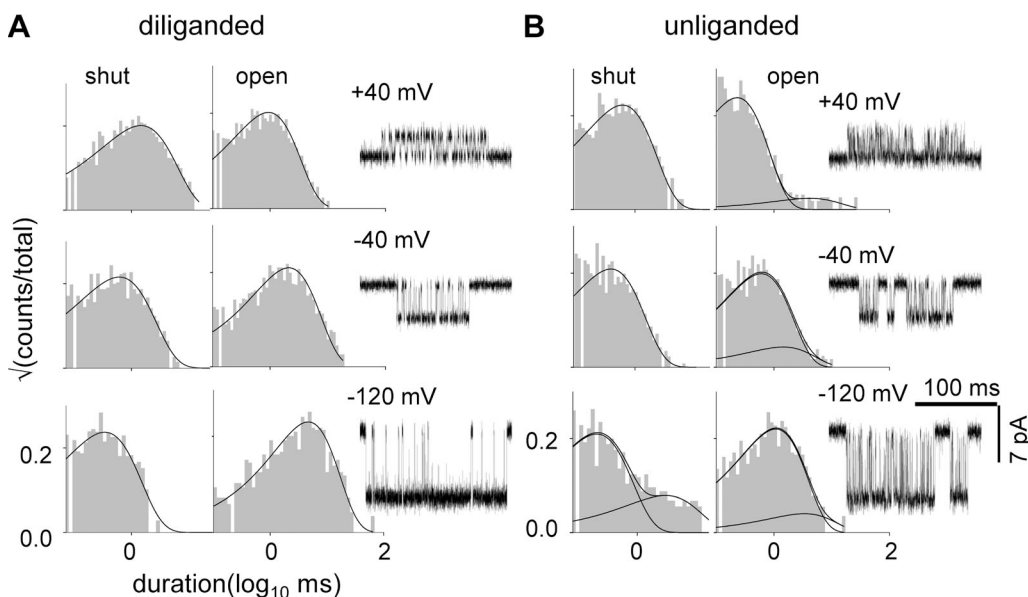 A diliganded
shut open +40 mV
-40 mV
-120 mV
√(counts/total)
0.2
0.0
0 0 2
duration(log₁₀ ms)
B unliganded
shut open
+40 mV
-40 mV
-120 mV
100 ms
7 pA
0.2
0.0
0 0 2